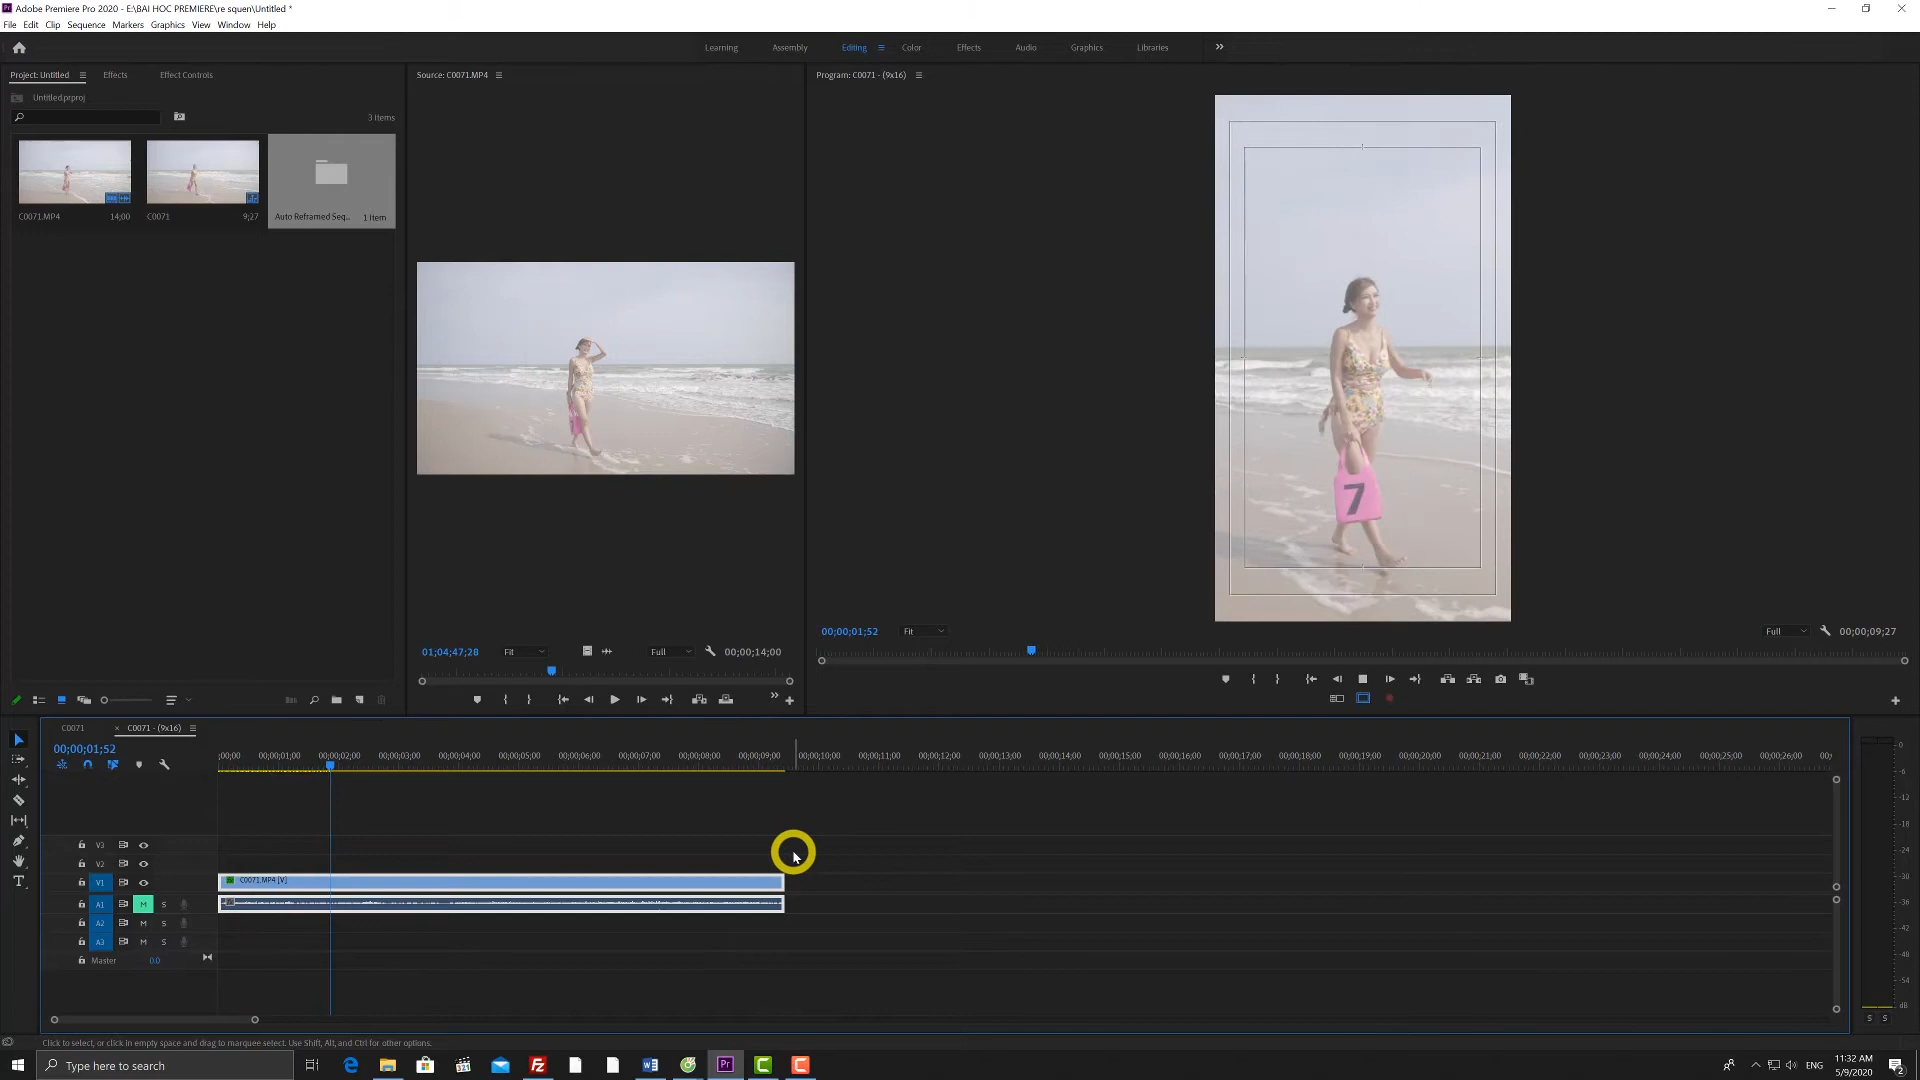 Adobe Premiere Pro 2020 - E:\BAI HOC PREMIERE\re squen\Untitled *
File Edit Clip Sequence Markers Graphics View Window Help
Learning Assembly Editing Color Effects Audio Graphics Libraries
Project: Untitled Effects Effect Controls
Source: C0071.MP4
Program: C0071 - (9x16)
Untitled.prproj
3 Items
C0071.MP4 14;00
C0071 9;27
Auto Reframed Seq... 1 Item
7
01;04;47;28 Fit Full 00;00;14;00
00;00;01;52 Fit Full 00;00;09;27
C0071 × C0071 - (9x16)
00;00;01;52
;00;00 00;00;01;00 00;00;02;00 00;00;03;00 00;00;04;00 00;00;05;00 00;00;06;00 00;00;07;00 00;00;08;00 00;00;09;00 00;00;10;00 00;00;11;00 00;00;12;00 00;00;13;00 00;00;14;00 00;00;15;00 00;00;16;00 00;00;17;00 00;00;18;00 00;00;19;00 00;00;20;00 00;00;21;00 00;00;22;00 00;00;23;00 00;00;24;00 00;00;25;00 00;00;26;00
V3
V2
V1 C0071.MP4 [V]
A1 M S
A2 M S
A3 M S
Master 0.0
0
-6
-12
-18
-24
-30
-36
-42
-48
-54
dB
S S
Click to select, or click in empty space and drag to marquee select. Use Shift, Alt, and Ctrl for other options.
Type here to search
ENG
11:32 AM
5/9/2020